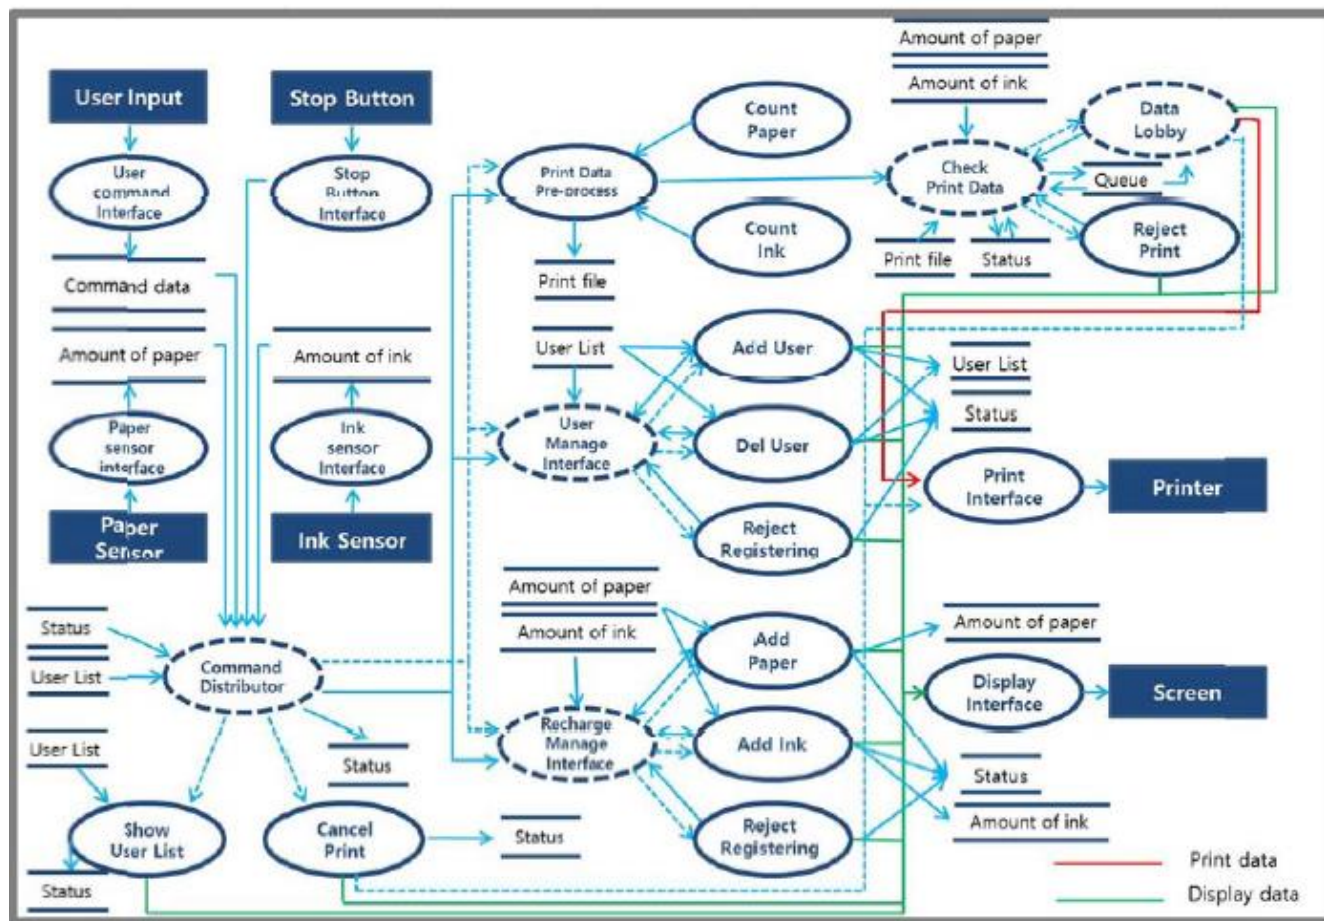 User Input
Stop Button
User
command
Interface
Stop
Button
Interface
Command data
Amount of paper
Amount of ink
Paper
sensor
interface
Ink
sensor
Interface
Paper
Sensor
Ink Sensor
Status
User List
Command
Distributor
User List
Status
Show
User List
Cancel
Print
Status
Status
Count
Paper
Print Data
Pre-process
Count
Ink
Print file
User List
User
Manage
Interface
Add User
Del User
Reject
Registering
Amount of paper
Amount of ink
Recharge
Manage
Interface
Add
Paper
Add Ink
Reject
Registering
Amount of paper
Amount of ink
Check
Print Data
Data
Lobby
Queue
Reject
Print
Print file
Status
User List
Status
Print
Interface
Printer
Amount of paper
Display
Interface
Screen
Status
Amount of ink
Print data
Display data